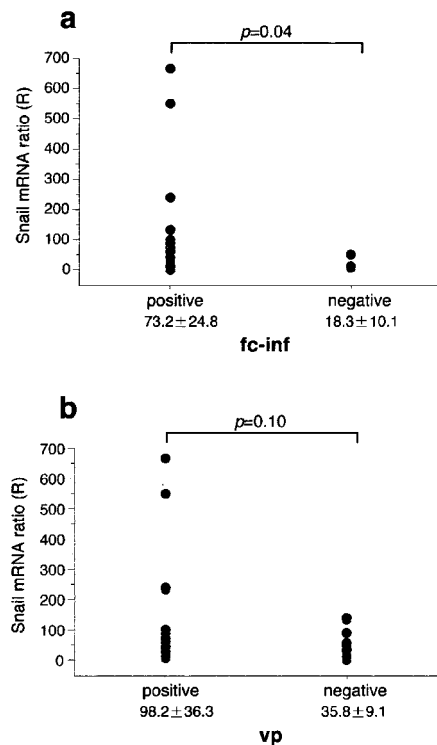 a
p=0.04
Snail mRNA ratio (R)
700
600
500
400
300
200
100
0
positive negative
73.2±24.8 18.3±10.1
fc-inf
b
p=0.10
Snail mRNA ratio (R)
700
600
500
400
300
200
100
0
positive negative
98.2±36.3 35.8±9.1
vp